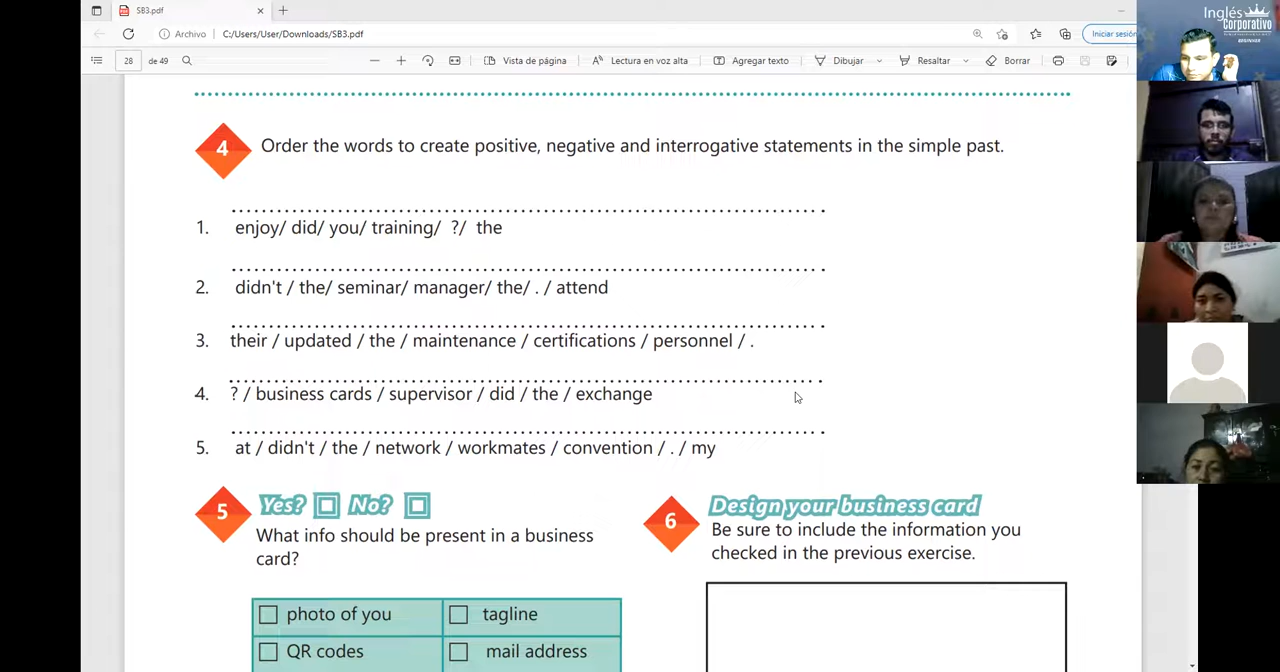 SB3.pdf
Archivo C:/Users/User/Downloads/SB3.pdf Iniciar sesión
28 de 49 Vista de página Lectura en voz alta Agregar texto Dibujar Resaltar Borrar
Inglés
Corporativo
BEGINNER
4 Order the words to create positive, negative and interrogative statements in the simple past.
1. enjoy/ did/ you/ training/ ?/ the
2. didn't / the/ seminar/ manager/ the/ . / attend
3. their / updated / the / maintenance / certifications / personnel / .
4. ? / business cards / supervisor / did / the / exchange
5. at / didn't / the / network / workmates / convention / . / my
5 Yes? No?
What info should be present in a business
card?
photo of you tagline
QR codes mail address
6 Design your business card
Be sure to include the information you
checked in the previous exercise.